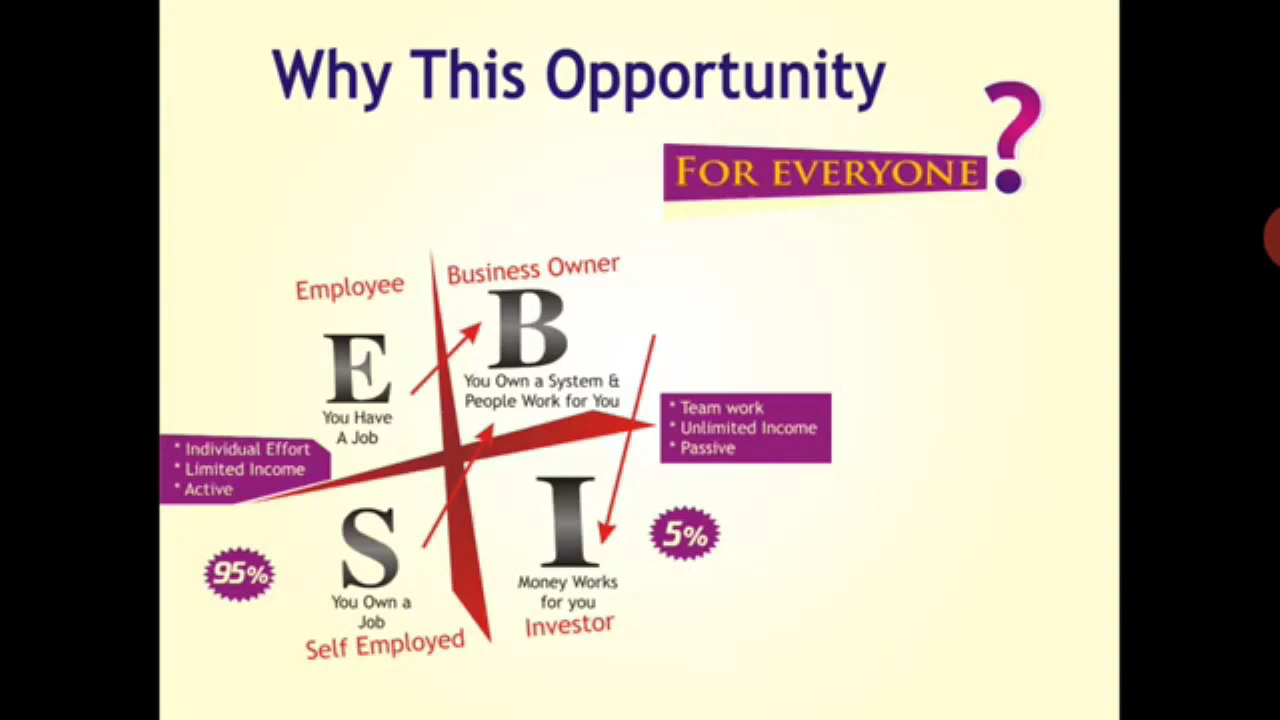 Why This Opportunity
FOR EVERYONE?
Employee
E
You Have
A Job
Business Owner
B
You Own a System &
People Work for You
* Individual Effort
* Limited Income
* Active
* Team work
* Unlimited Income
* Passive
95%
S
You Own a
Job
Self Employed
I
Money Works
for you
Investor
5%